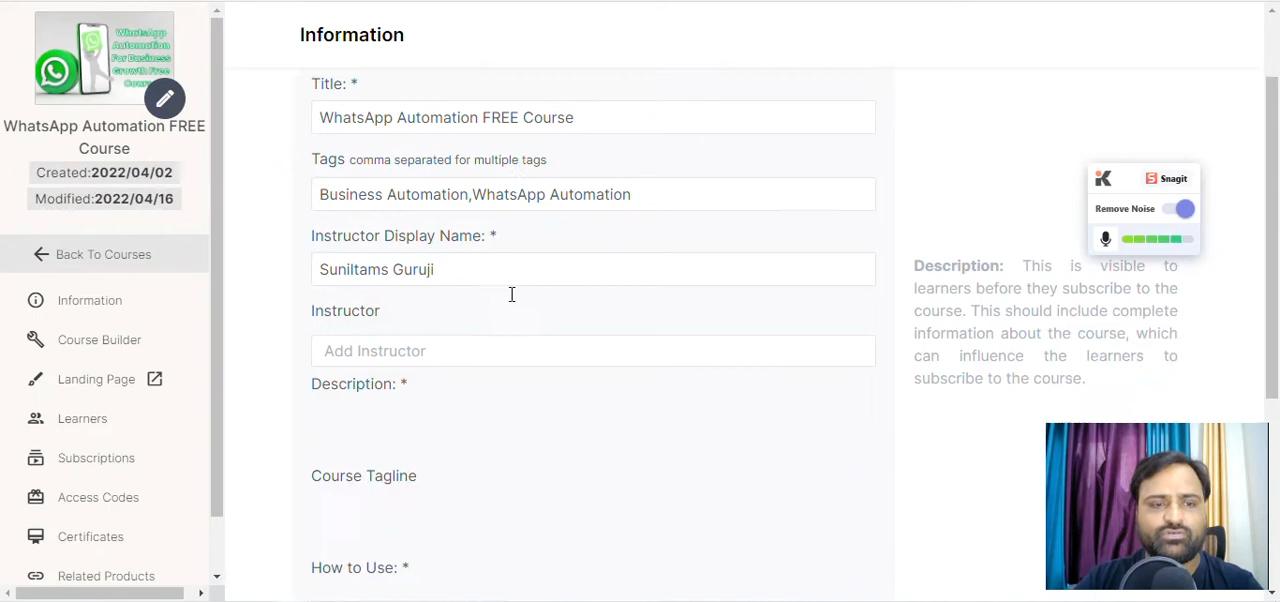 WhatsApp
Automation
For Business
Growth Free
Course
WhatsApp Automation FREE
Course
Created:2022/04/02
Modified:2022/04/16
Back To Courses
Information
Course Builder
Landing Page
Learners
Subscriptions
Access Codes
Certificates
Related Products
Information
Title: *
WhatsApp Automation FREE Course
Tags comma separated for multiple tags
Business Automation,WhatsApp Automation
Instructor Display Name: *
Suniltams Guruji
Instructor
Add Instructor
Description: *
Course Tagline
How to Use: *
Snagit
Remove Noise
Description: This is visible to
learners before they subscribe to the
course. This should include complete
information about the course, which
can influence the learners to
subscribe to the course.